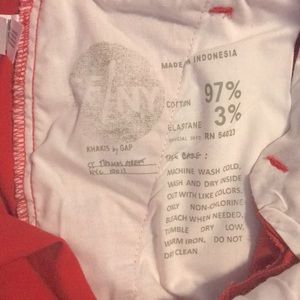 NY
KHAKIS by GAP
MADE IN INDONESIA
COTTON 97%
ELASTANE 3%
RN 54023
MACHINE WASH COLD,
WASH AND DRY INSIDE
OUT WITH LIKE COLORS.
ONLY NON-CHLORINE
BLEACH WHEN NEEDED,
TUMBLE DRY LOW,
WARM IRON. DO NOT
DRY CLEAN